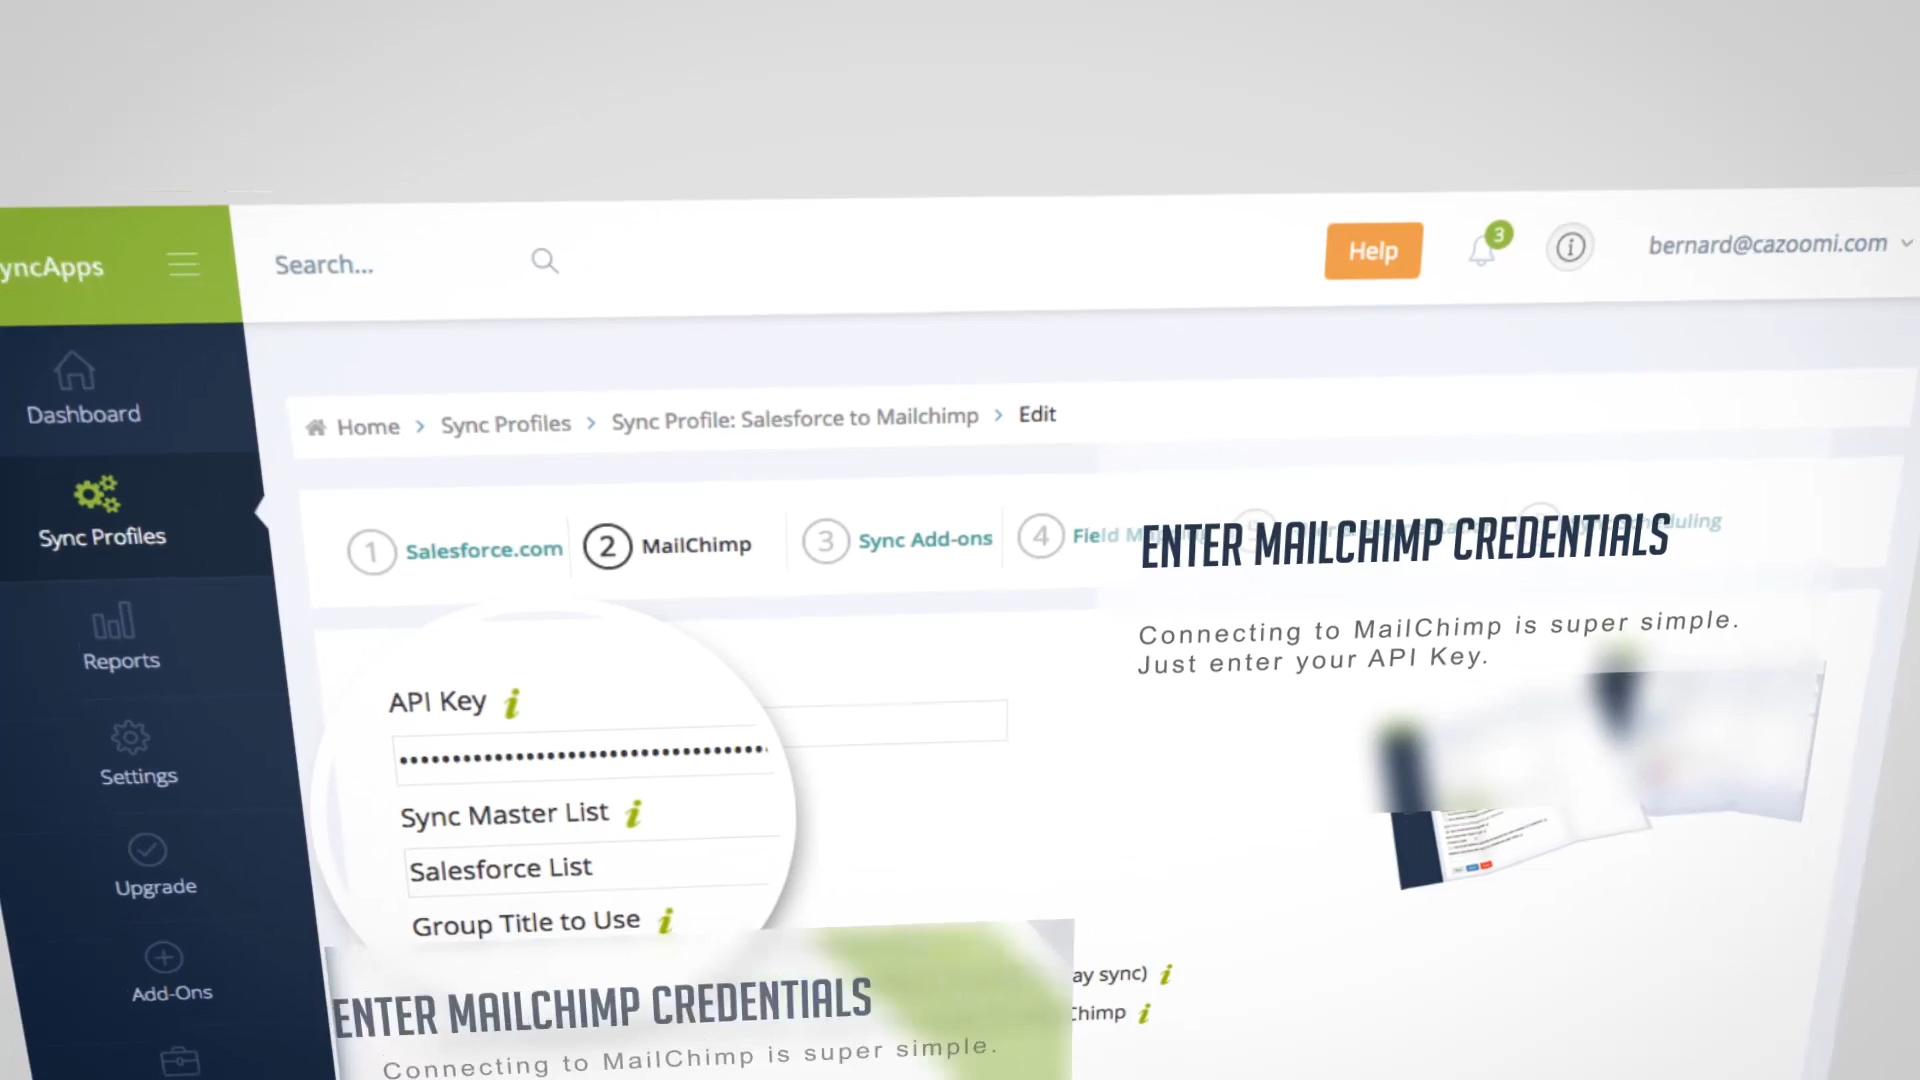 yncApps
Search...
Help
3
bernard@cazoomi.com
Dashboard
Sync Profiles
Reports
Settings
Upgrade
Add-Ons
Home > Sync Profiles > Sync Profile: Salesforce to Mailchimp > Edit
1 Salesforce.com
2 MailChimp
3 Sync Add-ons
4 Field
ENTER MAILCHIMP CREDENTIALS
Connecting to MailChimp is super simple.
Just enter your API Key.
API Key
Sync Master List
Salesforce List
Group Title to Use
ay sync)
Chimp
ENTER MAILCHIMP CREDENTIALS
Connecting to MailChimp is super simple.